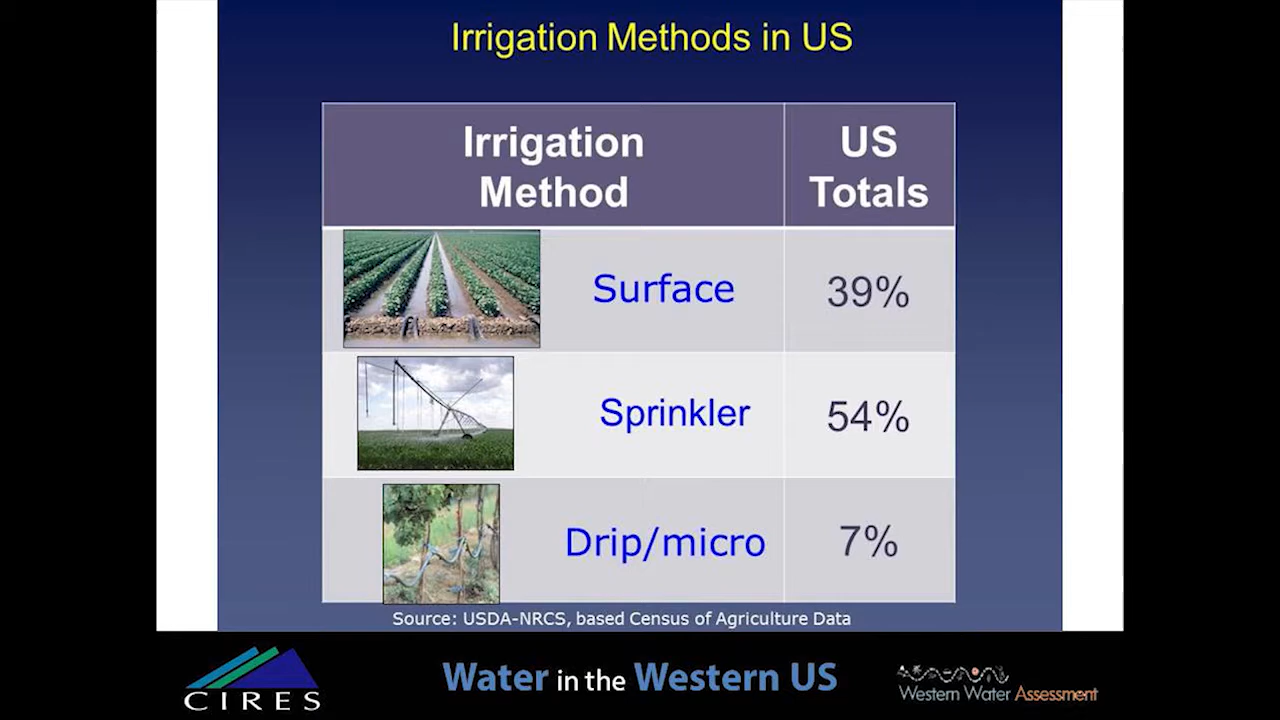 Irrigation Methods in US
Irrigation
Method
US
Totals
Surface
39%
Sprinkler
54%
Drip/micro
7%
Source: USDA-NRCS, based Census of Agriculture Data
CIRES
Water in the Western US
Western Water Assessment